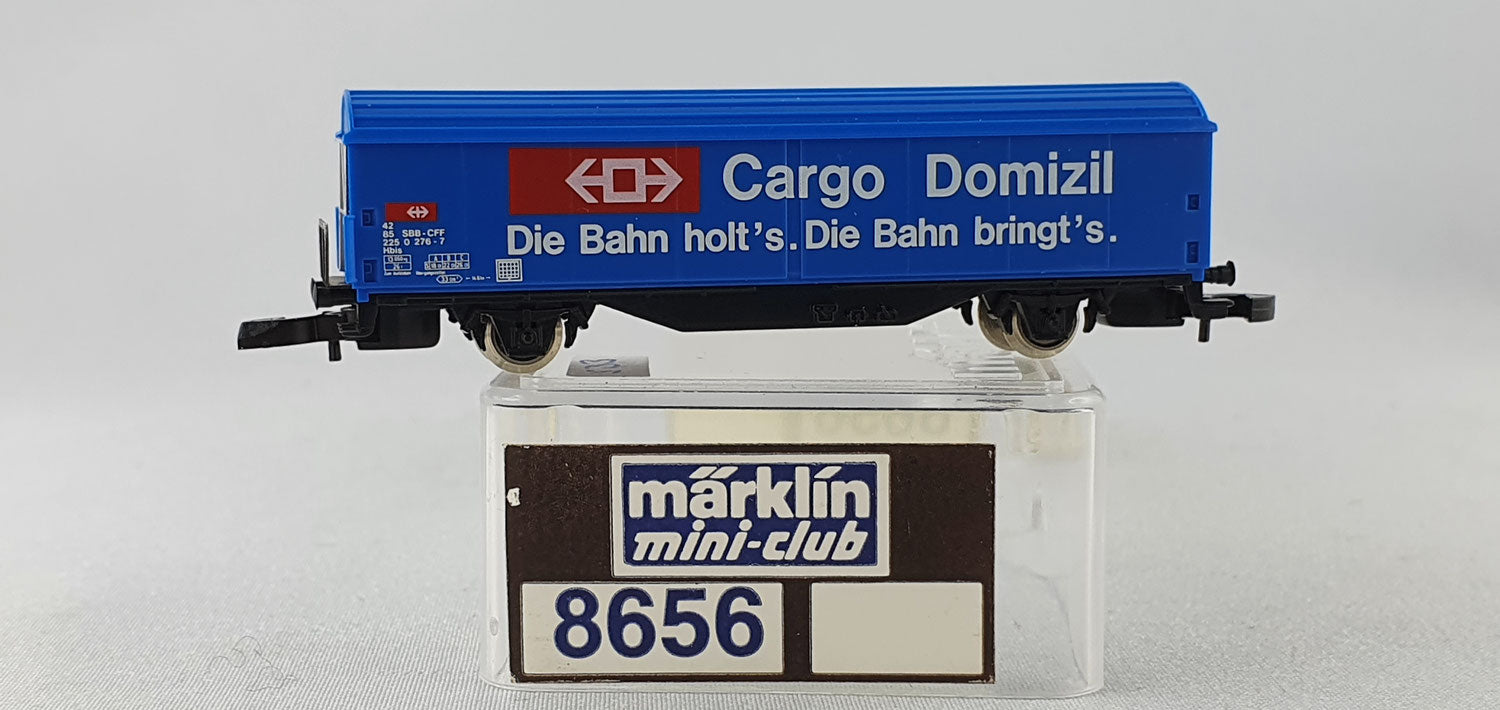 Cargo Domizil
Die Bahn holt's. Die Bahn bringt's.
42
85 SBB-CFF
225 0 276-7
Hbis
A B C
märklin
mini-club
8656